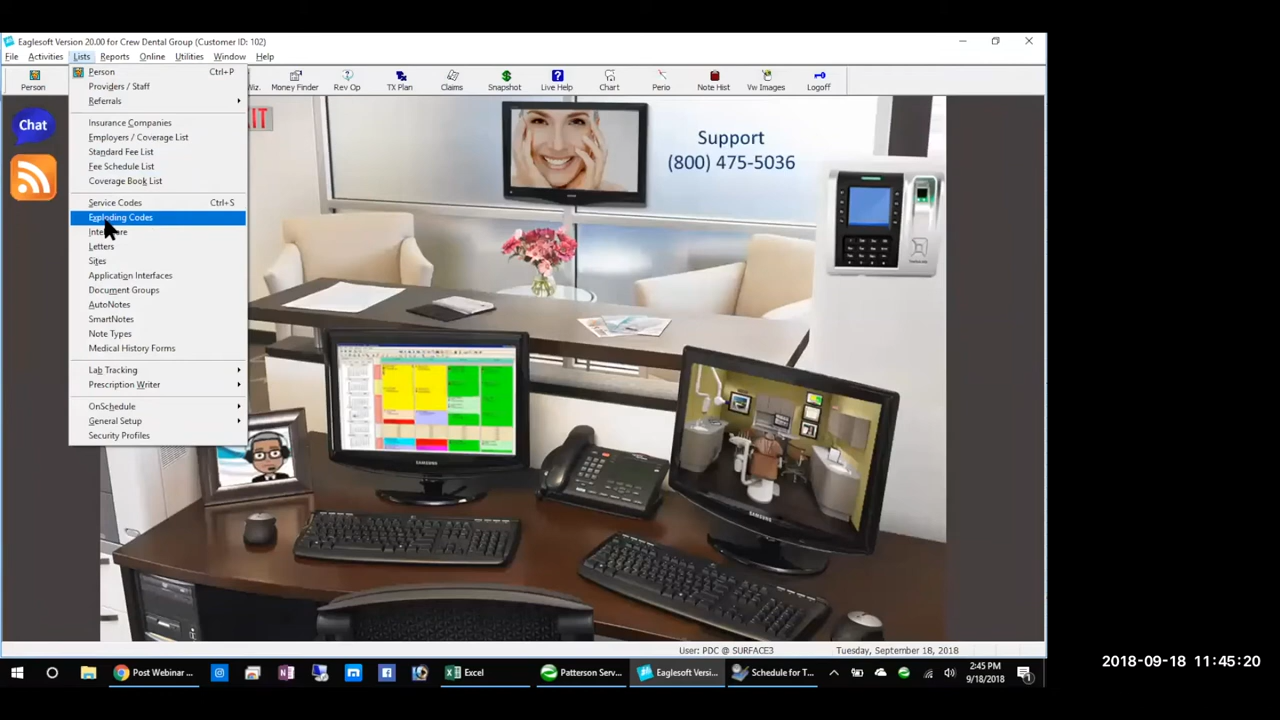 Eaglesoft Version 20.00 for Crew Dental Group (Customer ID: 102)
File Activities Lists Reports Online Utilities Window Help
Person Money Finder Rev Op TX Plan Claims Snapshot Live Help Chart Perio Note Hist Vw Images Logoff
Person Ctrl+P
Providers / Staff
Referrals
Insurance Companies
Employers / Coverage List
Standard Fee List
Fee Schedule List
Coverage Book List
Service Codes Ctrl+S
Exploding Codes
Letters
Sites
Application Interfaces
Document Groups
AutoNotes
SmartNotes
Note Types
Medical History Forms
Lab Tracking
Prescription Writer
OnSchedule
General Setup
Security Profiles
Chat
Support
(800) 475-5036
SAMSUNG
SAMSUNG
User: PDC @ SURFACE3 Tuesday, September 18, 2018
Post Webinar ... Excel Patterson Serv... Eaglesoft Versi... Schedule for T...
2:45 PM
9/18/2018
2018-09-18 11:45:20